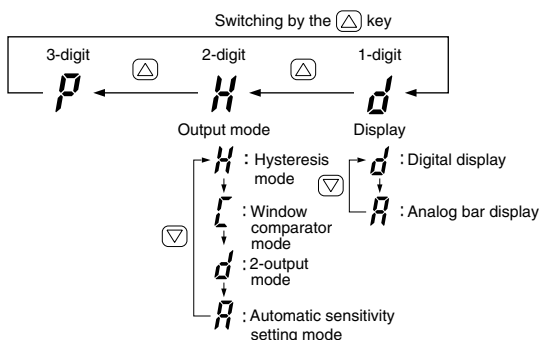 Switching by the key
3-digit 2-digit 1-digit
P H d
Output mode Display
H : Hysteresis
mode
C : Window
comparator
mode
d : 2-output
mode
A : Automatic sensitivity
setting mode
d : Digital display
A : Analog bar display